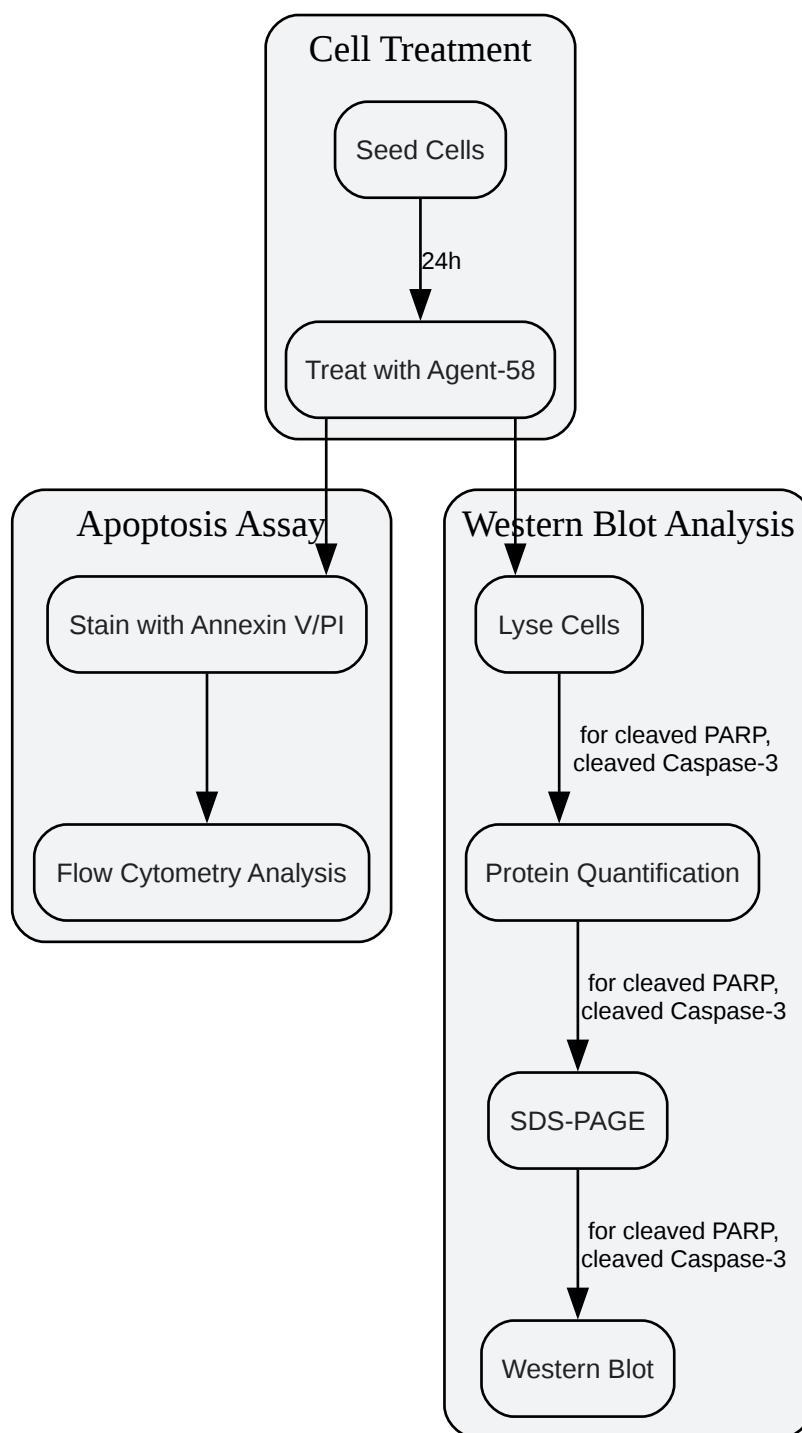 Cell Treatment
Seed Cells
24h
Treat with Agent-58
Apoptosis Assay
Stain with Annexin V/PI
Flow Cytometry Analysis
Western Blot Analysis
Lyse Cells
for cleaved PARP,
cleaved Caspase-3
Protein Quantification
for cleaved PARP,
cleaved Caspase-3
SDS-PAGE
for cleaved PARP,
cleaved Caspase-3
Western Blot